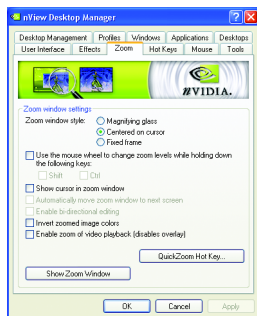 nView Desktop Manager
Desktop Management Profiles Windows Applications Desktops
User Interface Effects Zoom Hot Keys Mouse Tools
NVIDIA.
Zoom window settings
Zoom window style: Magnifying glass
Centered on cursor
Fixed frame
Use the mouse wheel to change zoom levels while holding down
the following keys:
Shift Ctrl
Show cursor in zoom window
Automatically move zoom window to next screen
Enable bi-directional editing
Invert zoomed image colors
Enable zoom of video playback (disables overlay)
QuickZoom Hot Key...
Show Zoom Window
OK Cancel Apply